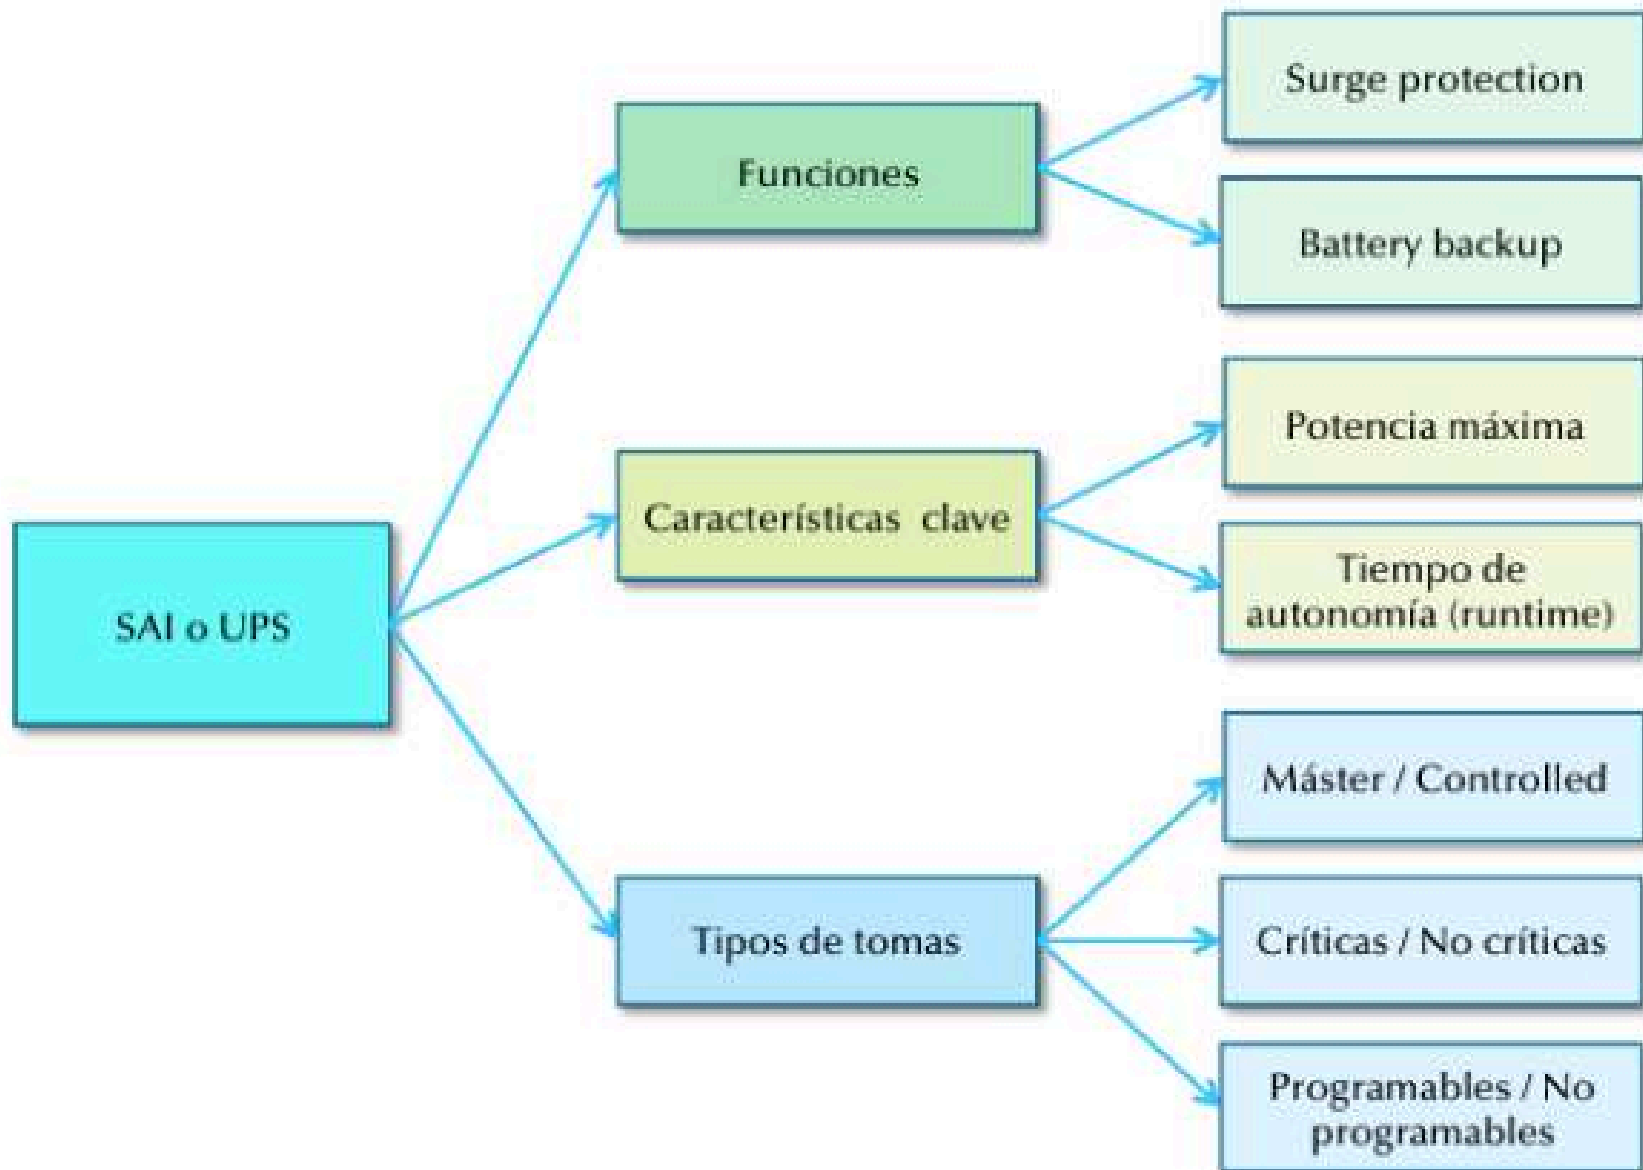 SAI o UPS
Funciones
Surge protection
Battery backup
Características  clave
Potencia máxima
Tiempo de
autonomía (runtime)
Tipos de tomas
Máster / Controlled
Críticas / No críticas
Programables / No
programables